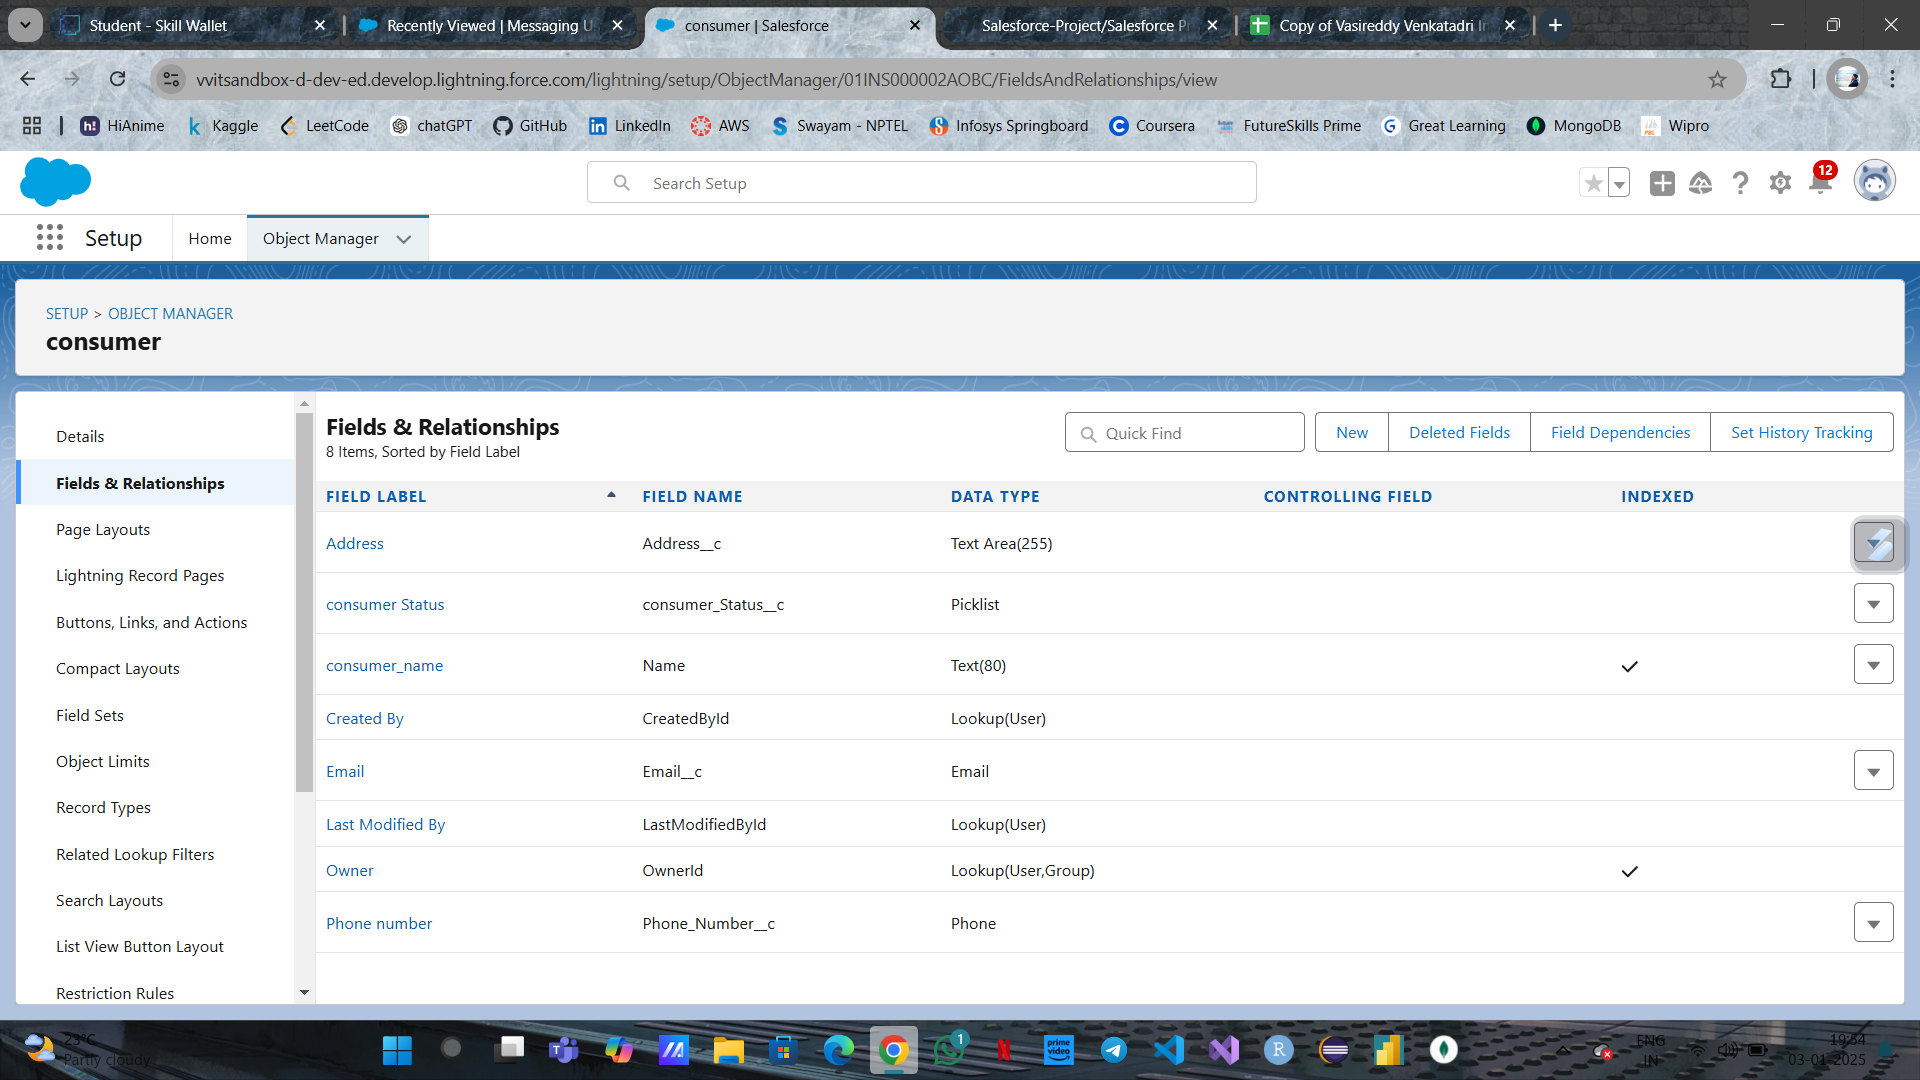 Student - Skill Wallet
Recently Viewed | Messaging U
consumer | Salesforce
Salesforce-Project/Salesforce Pr
Copy of Vasireddy Venkatadri In
vvitsandbox-d-dev-ed.develop.lightning.force.com/lightning/setup/ObjectManager/01INS000002AOBC/FieldsAndRelationships/view
HiAnime
Kaggle
LeetCode
chatGPT
GitHub
LinkedIn
AWS
Swayam - NPTEL
Infosys Springboard
Coursera
FutureSkills Prime
Great Learning
MongoDB
Wipro
Search Setup
12
Setup
Home
Object Manager
SETUP > OBJECT MANAGER
consumer
Details
Fields & Relationships
Page Layouts
Lightning Record Pages
Buttons, Links, and Actions
Compact Layouts
Field Sets
Object Limits
Record Types
Related Lookup Filters
Search Layouts
List View Button Layout
Restriction Rules
Fields & Relationships
8 Items, Sorted by Field Label
Quick Find
New
Deleted Fields
Field Dependencies
Set History Tracking
FIELD LABEL FIELD NAME DATA TYPE CONTROLLING FIELD INDEXED
Address Address__c Text Area(255)
consumer Status consumer_Status__c Picklist
consumer_name Name Text(80)
Created By CreatedById Lookup(User)
Email Email__c Email
Last Modified By LastModifiedById Lookup(User)
Owner OwnerId Lookup(User,Group)
Phone number Phone_Number__c Phone
23°C
Partly cloudy
1
prime video
ENG
IN
19:54
03-01-2025